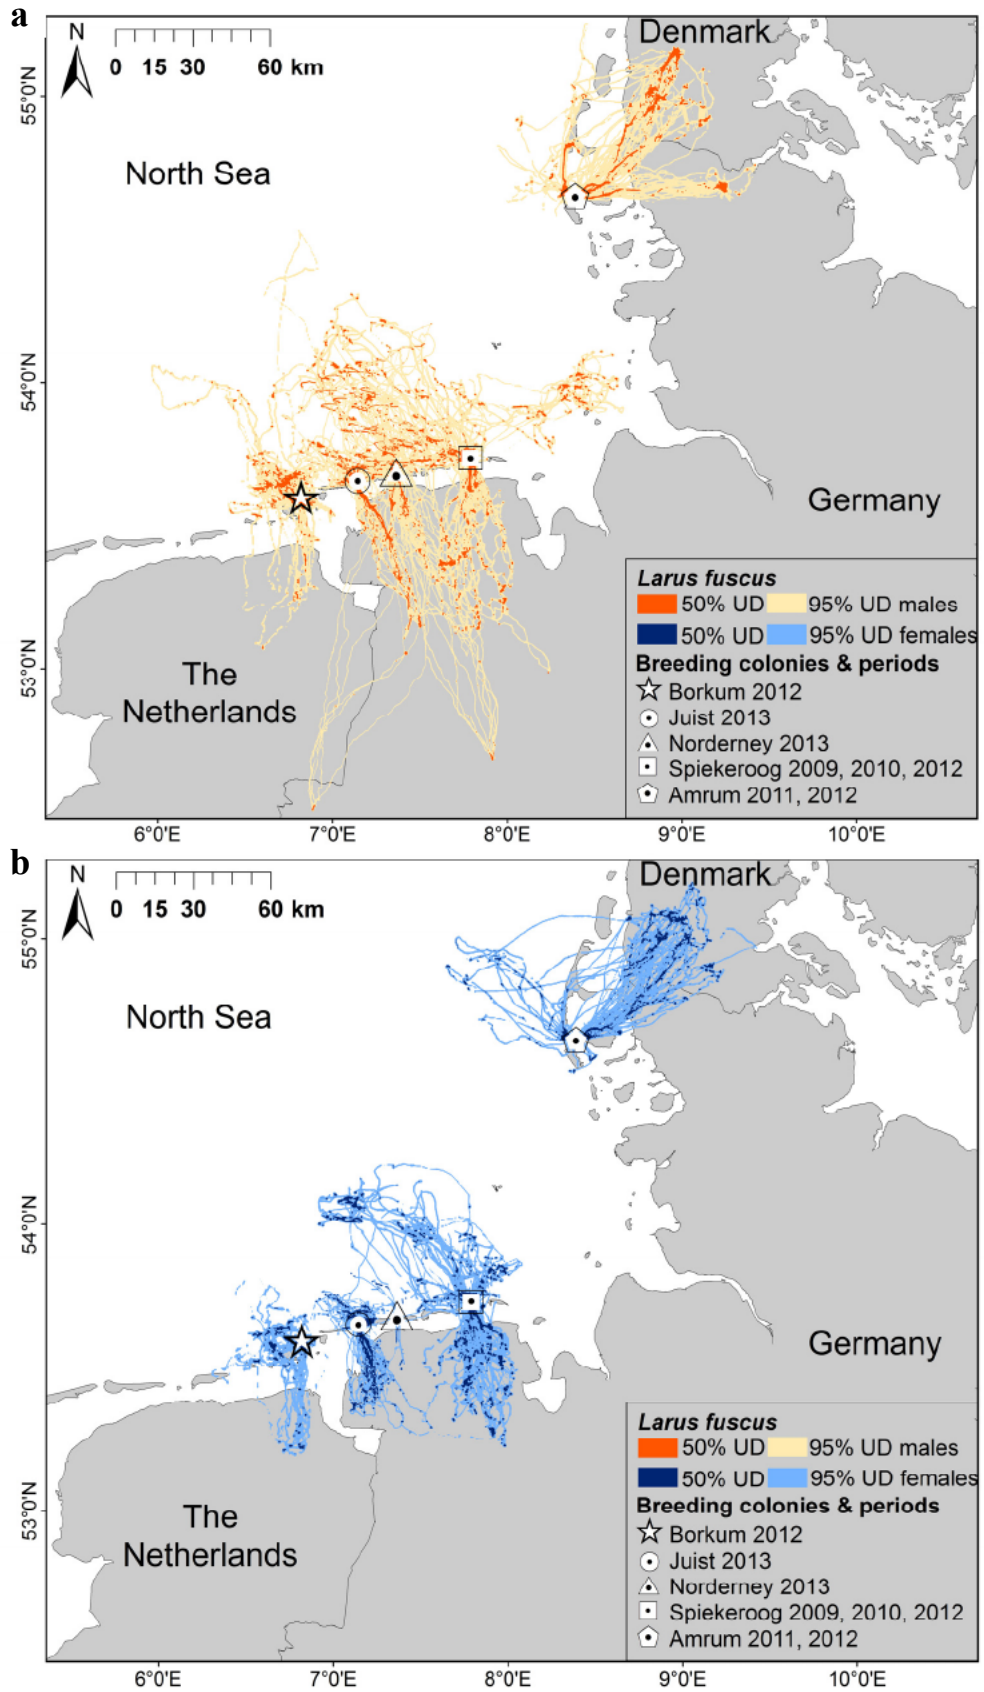 a
N
0 15 30 60 km
Denmark
55°0'N
North Sea
54°0'N
Germany
53°0'N
The
Netherlands
Larus fuscus
50% UD 95% UD males
50% UD 95% UD females
Breeding colonies & periods
Borkum 2012
Juist 2013
Norderney 2013
Spiekeroog 2009, 2010, 2012
Amrum 2011, 2012
6°0'E 7°0'E 8°0'E 9°0'E 10°0'E
b
N
0 15 30 60 km
Denmark
55°0'N
North Sea
54°0'N
Germany
53°0'N
The
Netherlands
Larus fuscus
50% UD 95% UD males
50% UD 95% UD females
Breeding colonies & periods
Borkum 2012
Juist 2013
Norderney 2013
Spiekeroog 2009, 2010, 2012
Amrum 2011, 2012
6°0'E 7°0'E 8°0'E 9°0'E 10°0'E